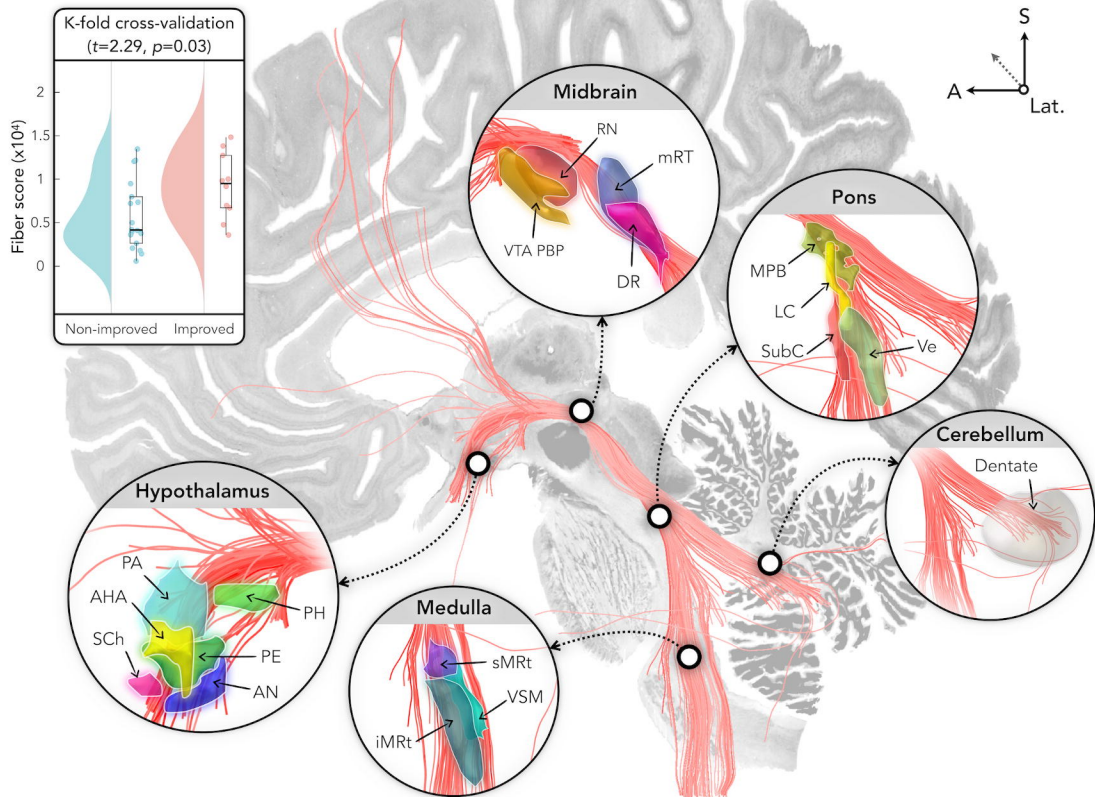 K-fold cross-validation
(t=2.29, p=0.03)
Fiber score (x10⁴)
2
1.5
1
0.5
0
Non-improved
Improved
S
A
Lat.
Midbrain
RN
mRT
VTA PBP
DR
Pons
MPB
LC
SubC
Ve
Cerebellum
Dentate
Hypothalamus
PA
AHA
PH
SCh
PE
AN
Medulla
sMRt
VSM
iMRt